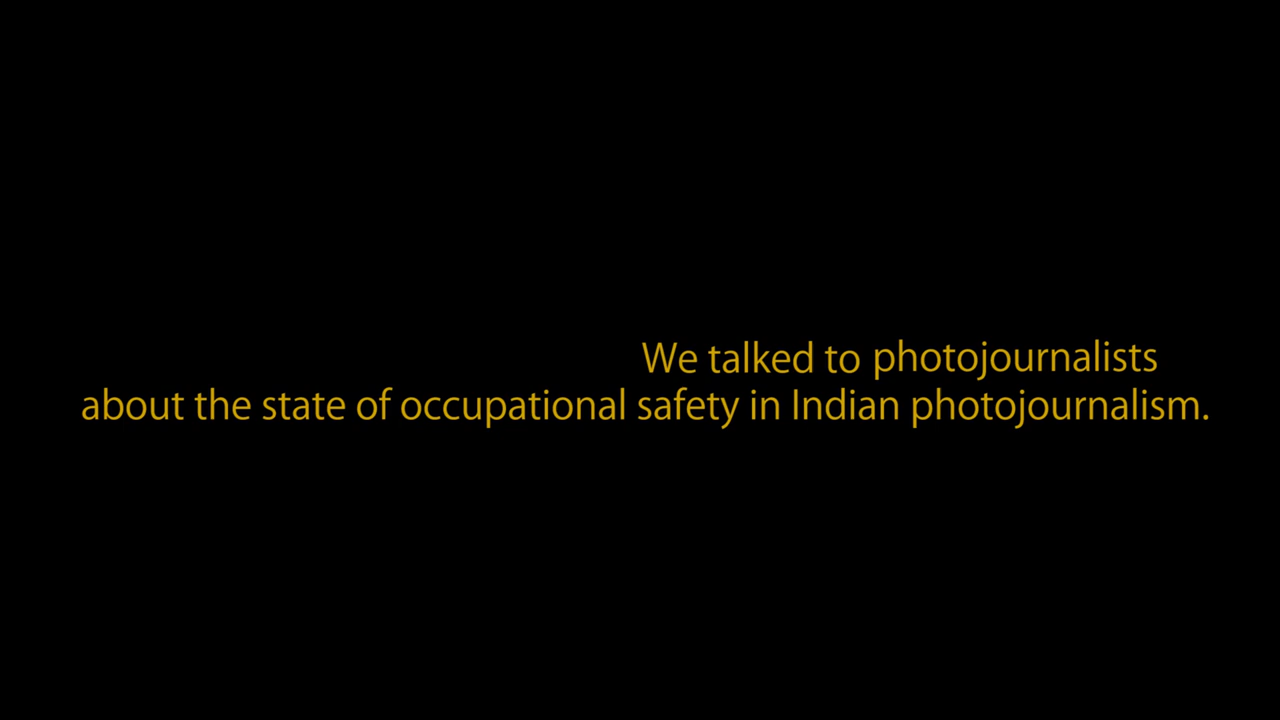 We talked to photojournalists
about the state of occupational safety in Indian photojournalism.